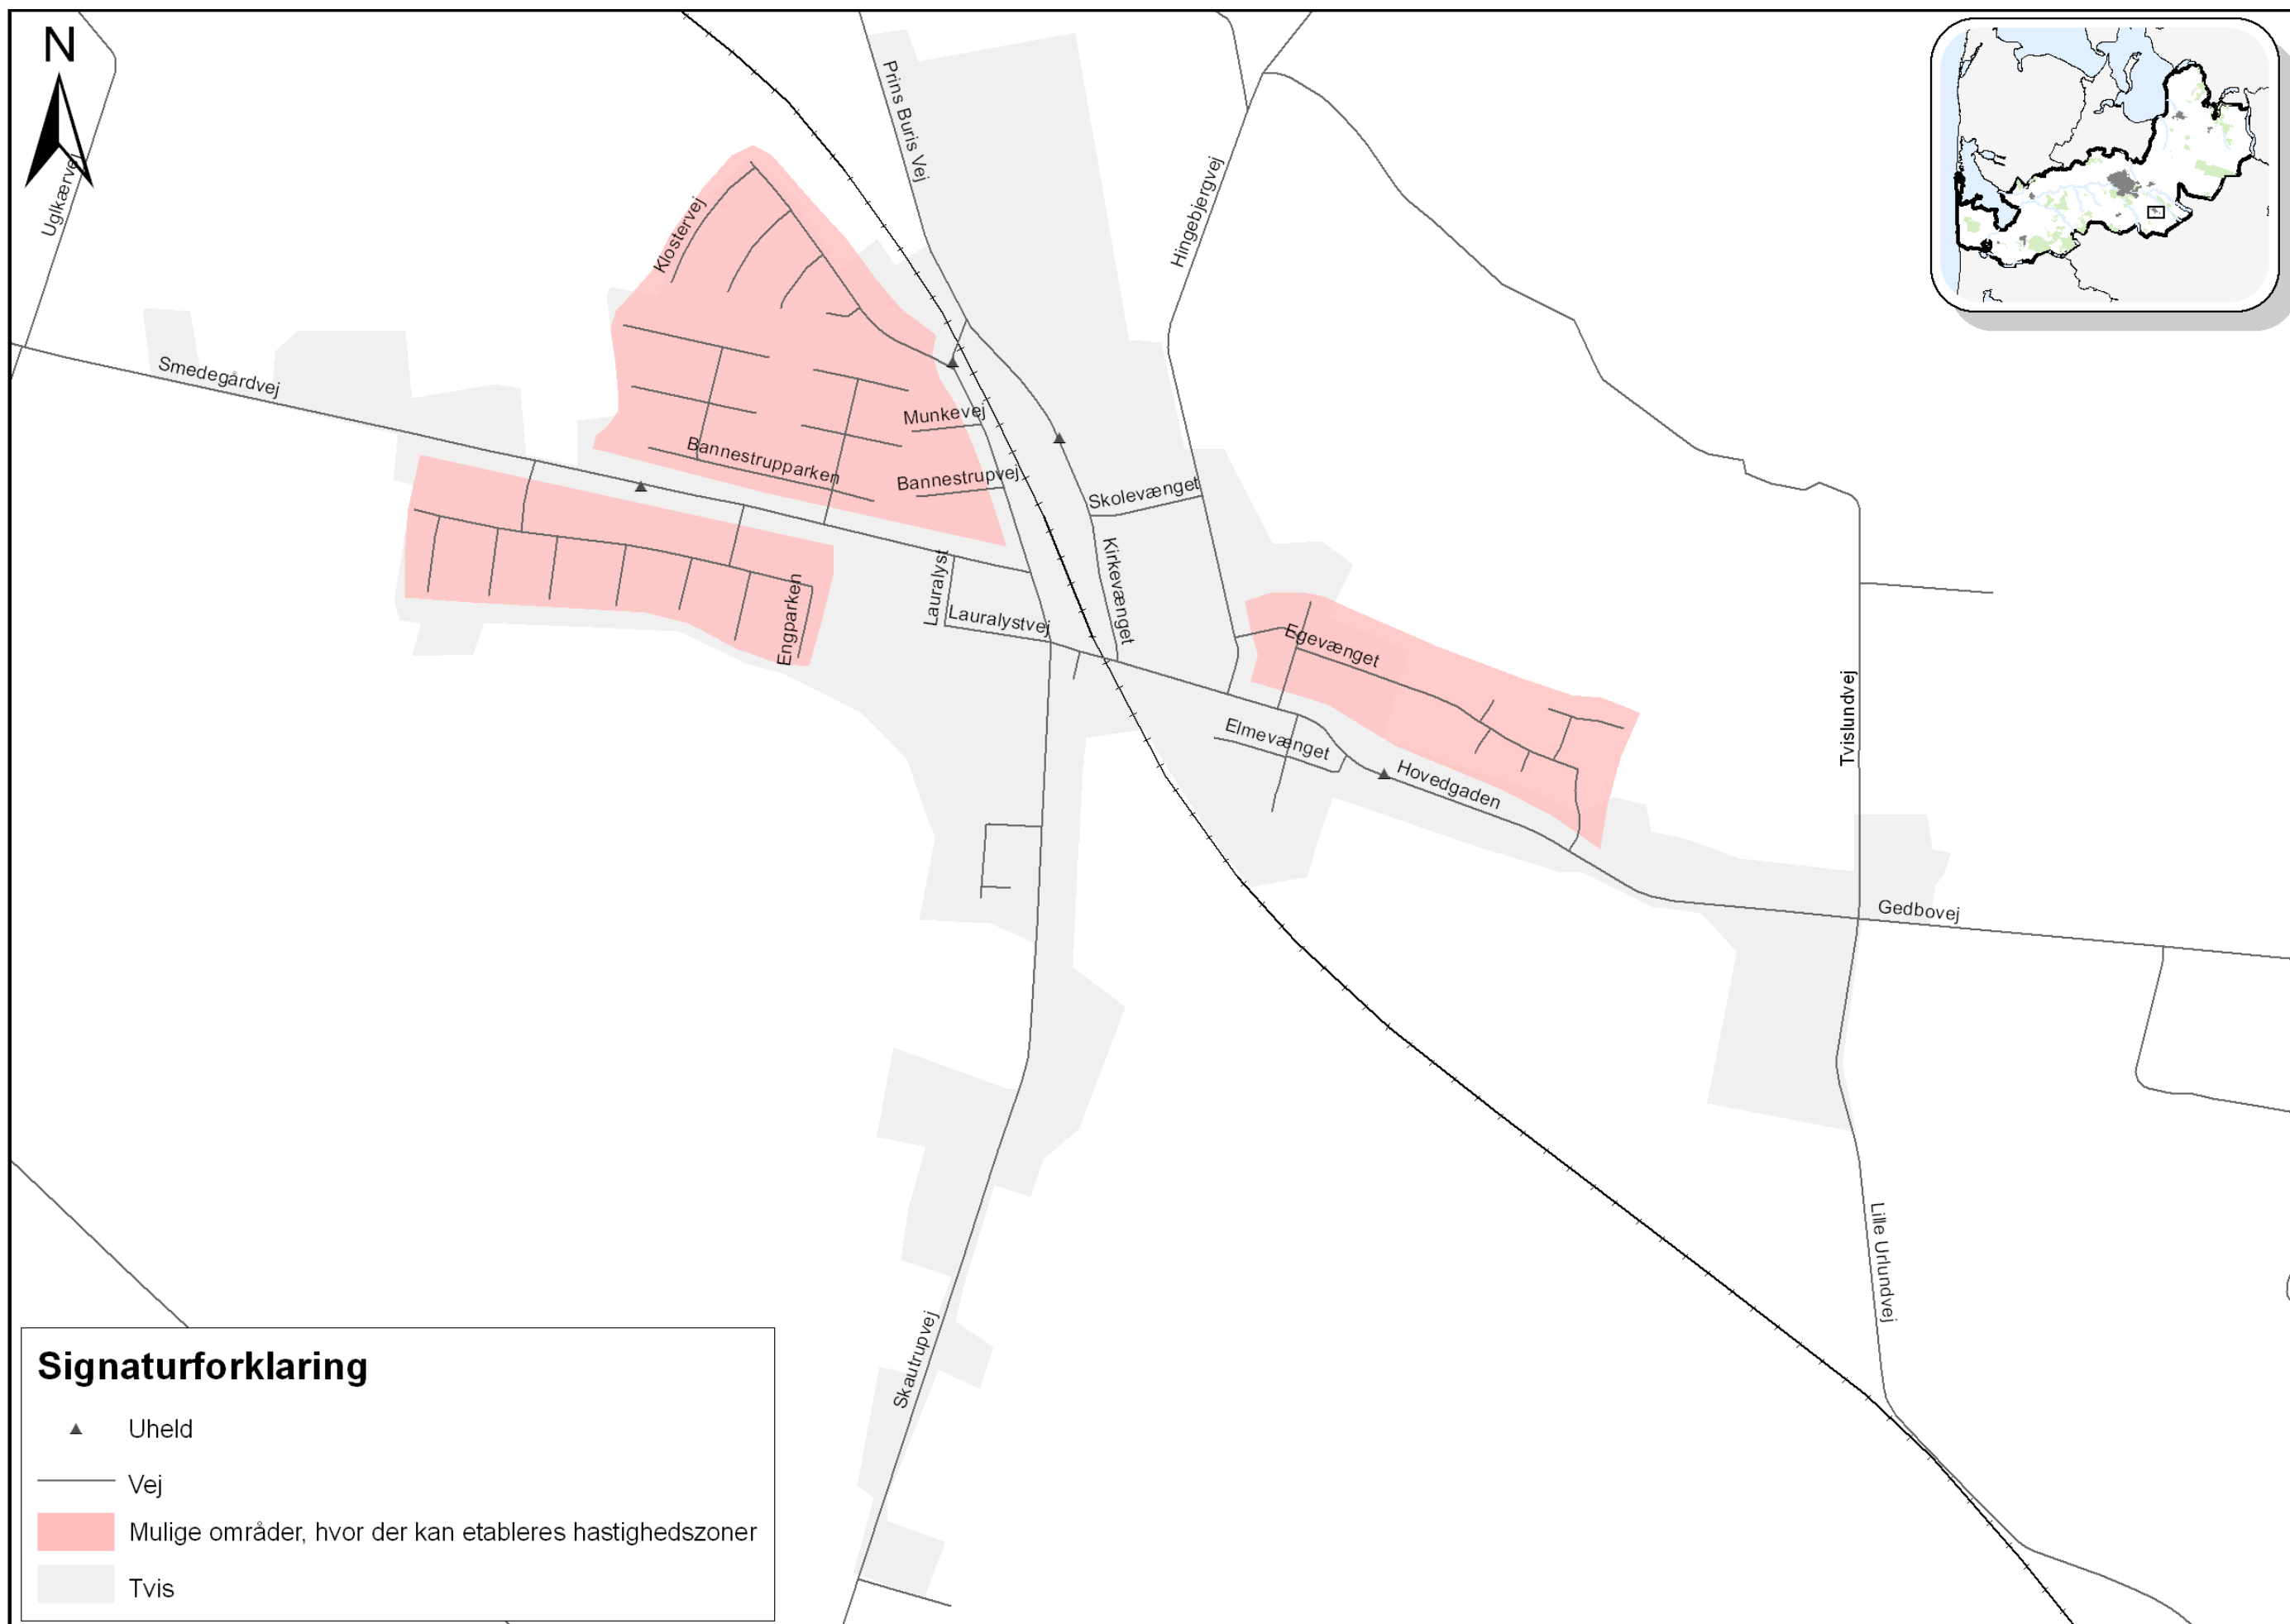 N
Uglkærvej
Prins Buris Vej
Klostervej
Hingebjergvej
Smedegårdvej
Munkevej
Bannestrupparken
Bannestrupvej
Skolevænget
Kirkevænget
Lauralyst
Lauralystvej
Engparken
Egevænget
Elmevænget
Hovedgaden
Tvislundvej
Gedbovej
Lille Urlundvej
Skautrupvej
Signaturforklaring
Uheld
Vej
Mulige områder, hvor der kan etableres hastighedszoner
Tvis